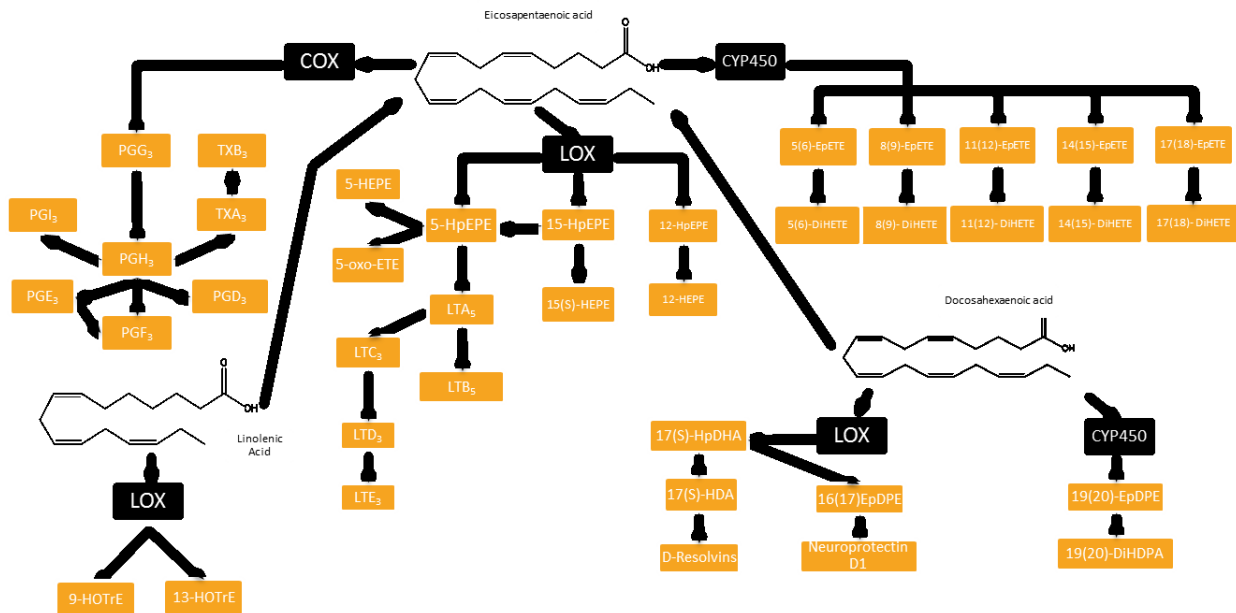 Eicosapentaenoic acid
O
OH
COX
CYP450
LOX
PGG₃
TXB₃
PGI₃
TXA₃
PGH₃
PGE₃
PGD₃
PGF₃
5-HEPE
5-HpEPE
15-HpEPE
12-HpEPE
5-oxo-ETE
15(S)-HEPE
12-HEPE
LTA₅
LTC₃
LTB₅
LTD₃
LTE₃
5(6)-EpETE
8(9)-EpETE
11(12)-EpETE
14(15)-EpETE
17(18)-EpETE
5(6)-DiHETE
8(9)- DiHETE
11(12)- DiHETE
14(15)- DiHETE
17(18)- DiHETE
Linolenic
Acid
O
OH
LOX
9-HOTrE
13-HOTrE
Docosahexaenoic acid
O
OH
LOX
CYP450
17(S)-HpDHA
17(S)-HDA
16(17)EpDPE
D-Resolvins
Neuroprotectin
D1
19(20)-EpDPE
19(20)-DiHDPA